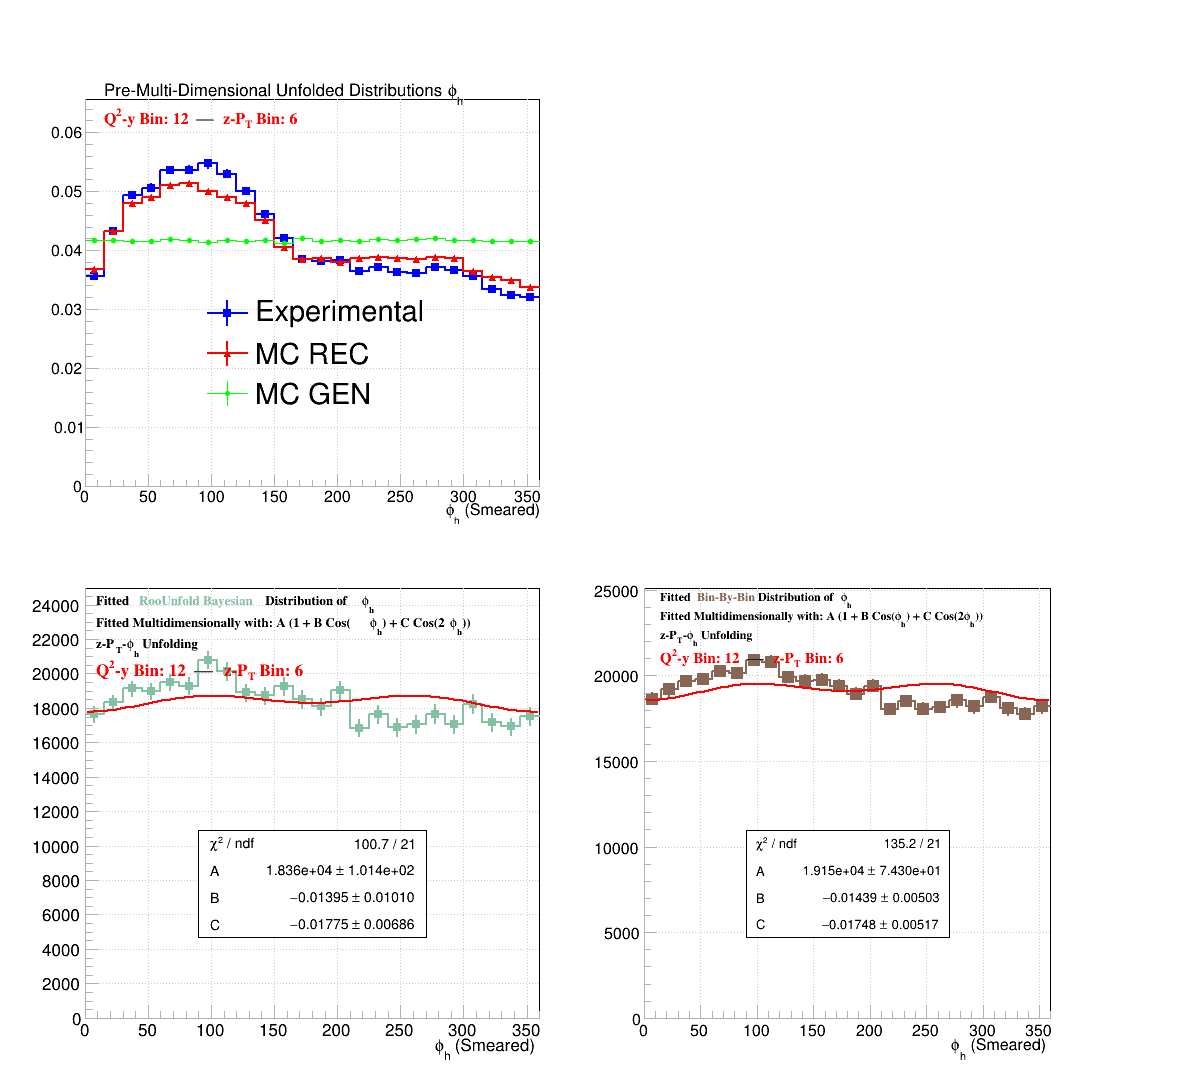 Pre-Multi-Dimensional Unfolded Distributions ϕh
Q²-y Bin: 12 — z-PT Bin: 6
0.06
0.05
0.04
0.03
0.02
0.01
0
Experimental
MC REC
MC GEN
0 50 100 150 200 250 300 350
ϕh (Smeared)
Fitted RooUnfold Bayesian Distribution of ϕh
Fitted Multidimensionally with: A (1 + B Cos( ϕh) + C Cos(2 ϕh))
z-PT-ϕh Unfolding
Q²-y Bin: 12 — z-PT Bin: 6
24000
22000
20000
18000
16000
14000
12000
10000
8000
6000
4000
2000
0
χ² / ndf 100.7 / 21
A 1.836e+04 ± 1.014e+02
B −0.01395 ± 0.01010
C −0.01775 ± 0.00686
0 50 100 150 200 250 300 350
ϕh (Smeared)
Fitted Bin-By-Bin Distribution of ϕh
Fitted Multidimensionally with: A (1 + B Cos(ϕh) + C Cos(2ϕh))
z-PT-ϕh Unfolding
Q²-y Bin: 12 — z-PT Bin: 6
25000
20000
15000
10000
5000
0
χ² / ndf 135.2 / 21
A 1.915e+04 ± 7.430e+01
B −0.01439 ± 0.00503
C −0.01748 ± 0.00517
0 50 100 150 200 250 300 350
ϕh (Smeared)